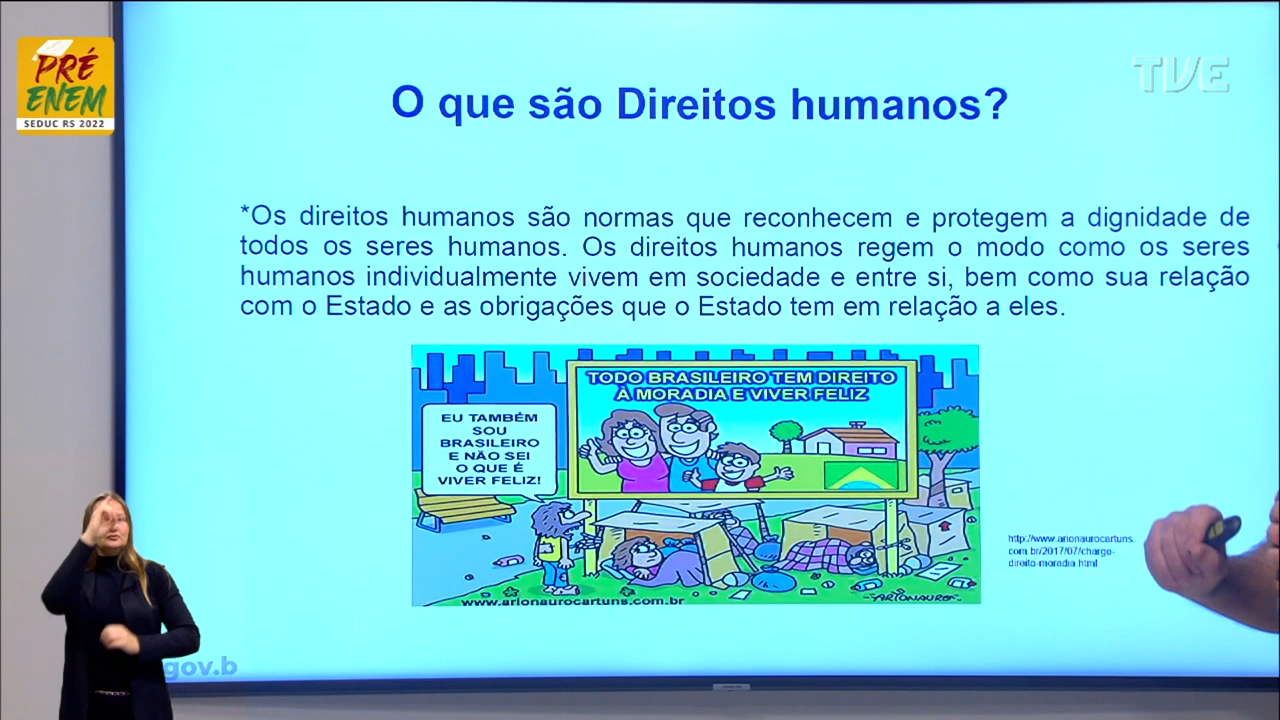 PRÉ
ENEM
SEDUC RS 2022
TVE
O que são Direitos humanos?
*Os direitos humanos são normas que reconhecem e protegem a dignidade de
todos os seres humanos. Os direitos humanos regem o modo como os seres
humanos individualmente vivem em sociedade e entre si, bem como sua relação
com o Estado e as obrigações que o Estado tem em relação a eles.
TODO BRASILEIRO TEM DIREITO
À MORADIA E VIVER FELIZ
EU TAMBÉM
SOU
BRASILEIRO
E NÃO SEI
O QUE É
VIVER FELIZ!
www.arionaurocartuns.com.br
-ARIONAURO-
http://www.arionaurocartuns.
com.br/2017/07/charge-
direito-moradia.html
gov.b